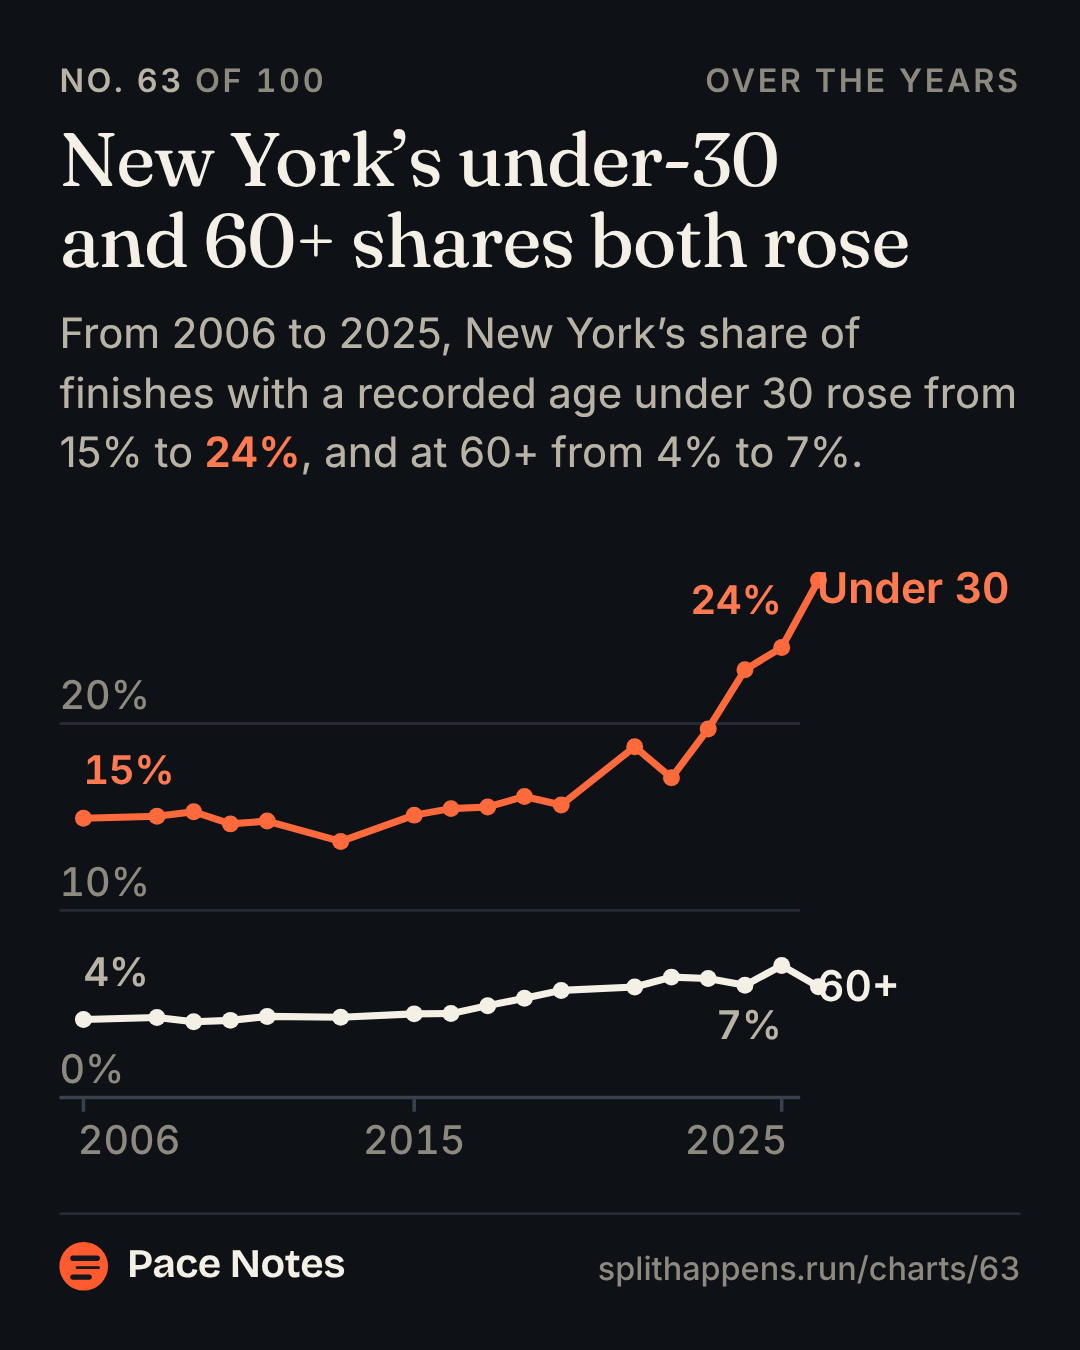 NO. 63 OF 100
OVER THE YEARS
New York’s under-30
and 60+ shares both rose
From 2006 to 2025, New York’s share of
finishes with a recorded age under 30 rose from
15% to 24%, and at 60+ from 4% to 7%.
24%
Under 30
20%
15%
10%
4%
60+
7%
0%
2006
2015
2025
Pace Notes
splithappens.run/charts/63